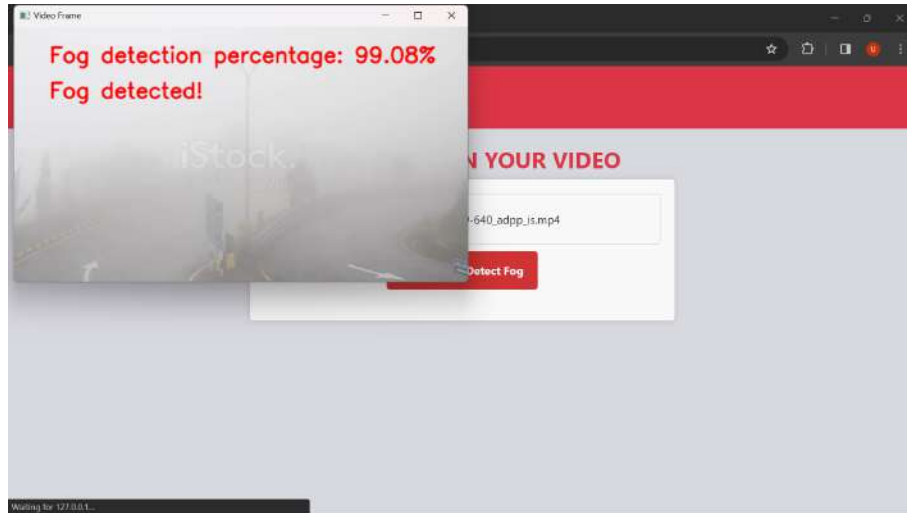 Video Frame
Fog detection percentage: 99.08%
Fog detected!
iStock.
N YOUR VIDEO
-640_adpp_is.mp4
Detect Fog
U
Waiting for 127.0.0.1...